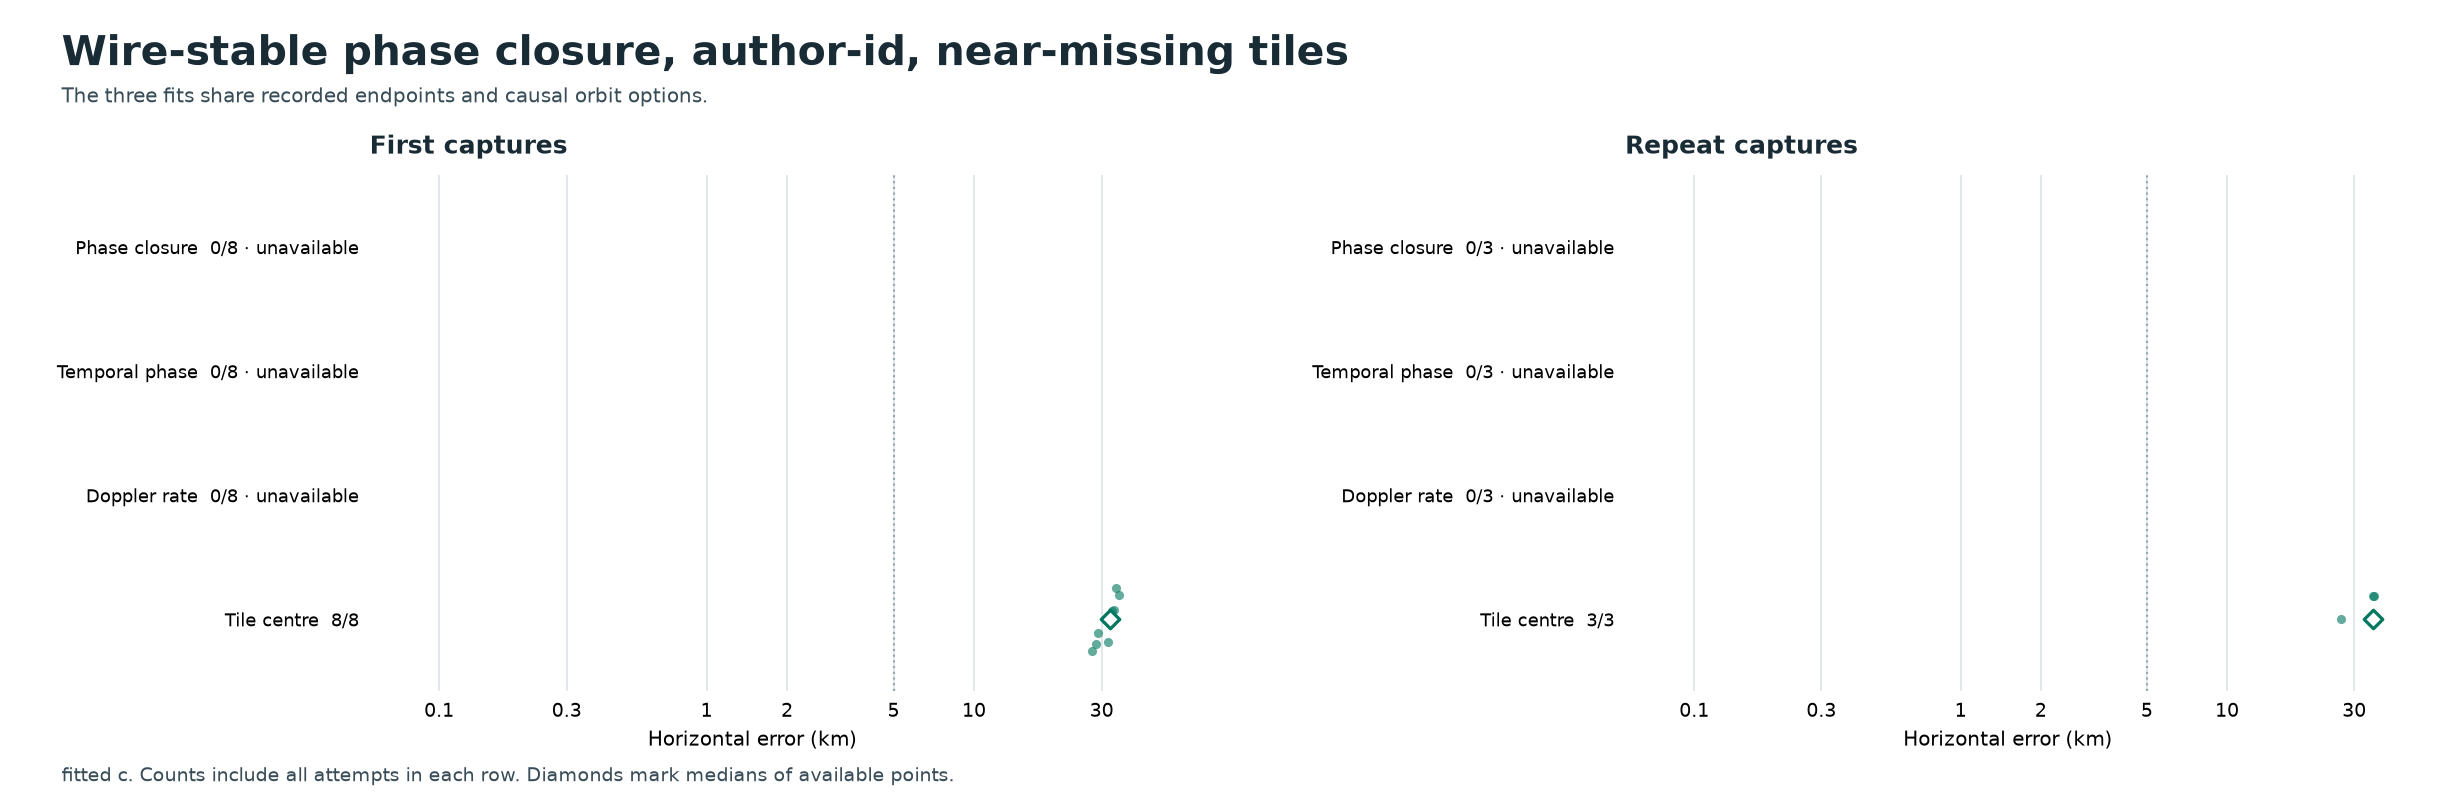 Wire-stable phase closure, author-id, near-missing tiles
The three fits share recorded endpoints and causal orbit options.
First captures
Phase closure 0/8 · unavailable
Temporal phase 0/8 · unavailable
Doppler rate 0/8 · unavailable
Tile centre 8/8
0.1 0.3 1 2 5 10 30
Horizontal error (km)
Repeat captures
Phase closure 0/3 · unavailable
Temporal phase 0/3 · unavailable
Doppler rate 0/3 · unavailable
Tile centre 3/3
0.1 0.3 1 2 5 10 30
Horizontal error (km)
fitted c. Counts include all attempts in each row. Diamonds mark medians of available points.